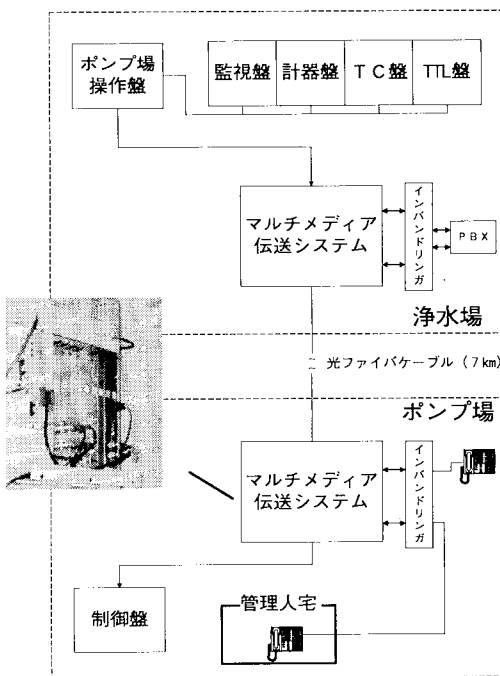 ポンプ場
操作盤
監視盤
計器盤
TC盤
TTL盤
マルチメディア
伝送システム
インバンドリンガ
PBX
浄水場
光ファイバケーブル（7km）
ポンプ場
マルチメディア
伝送システム
インバンドリンガ
制御盤
管理人宅